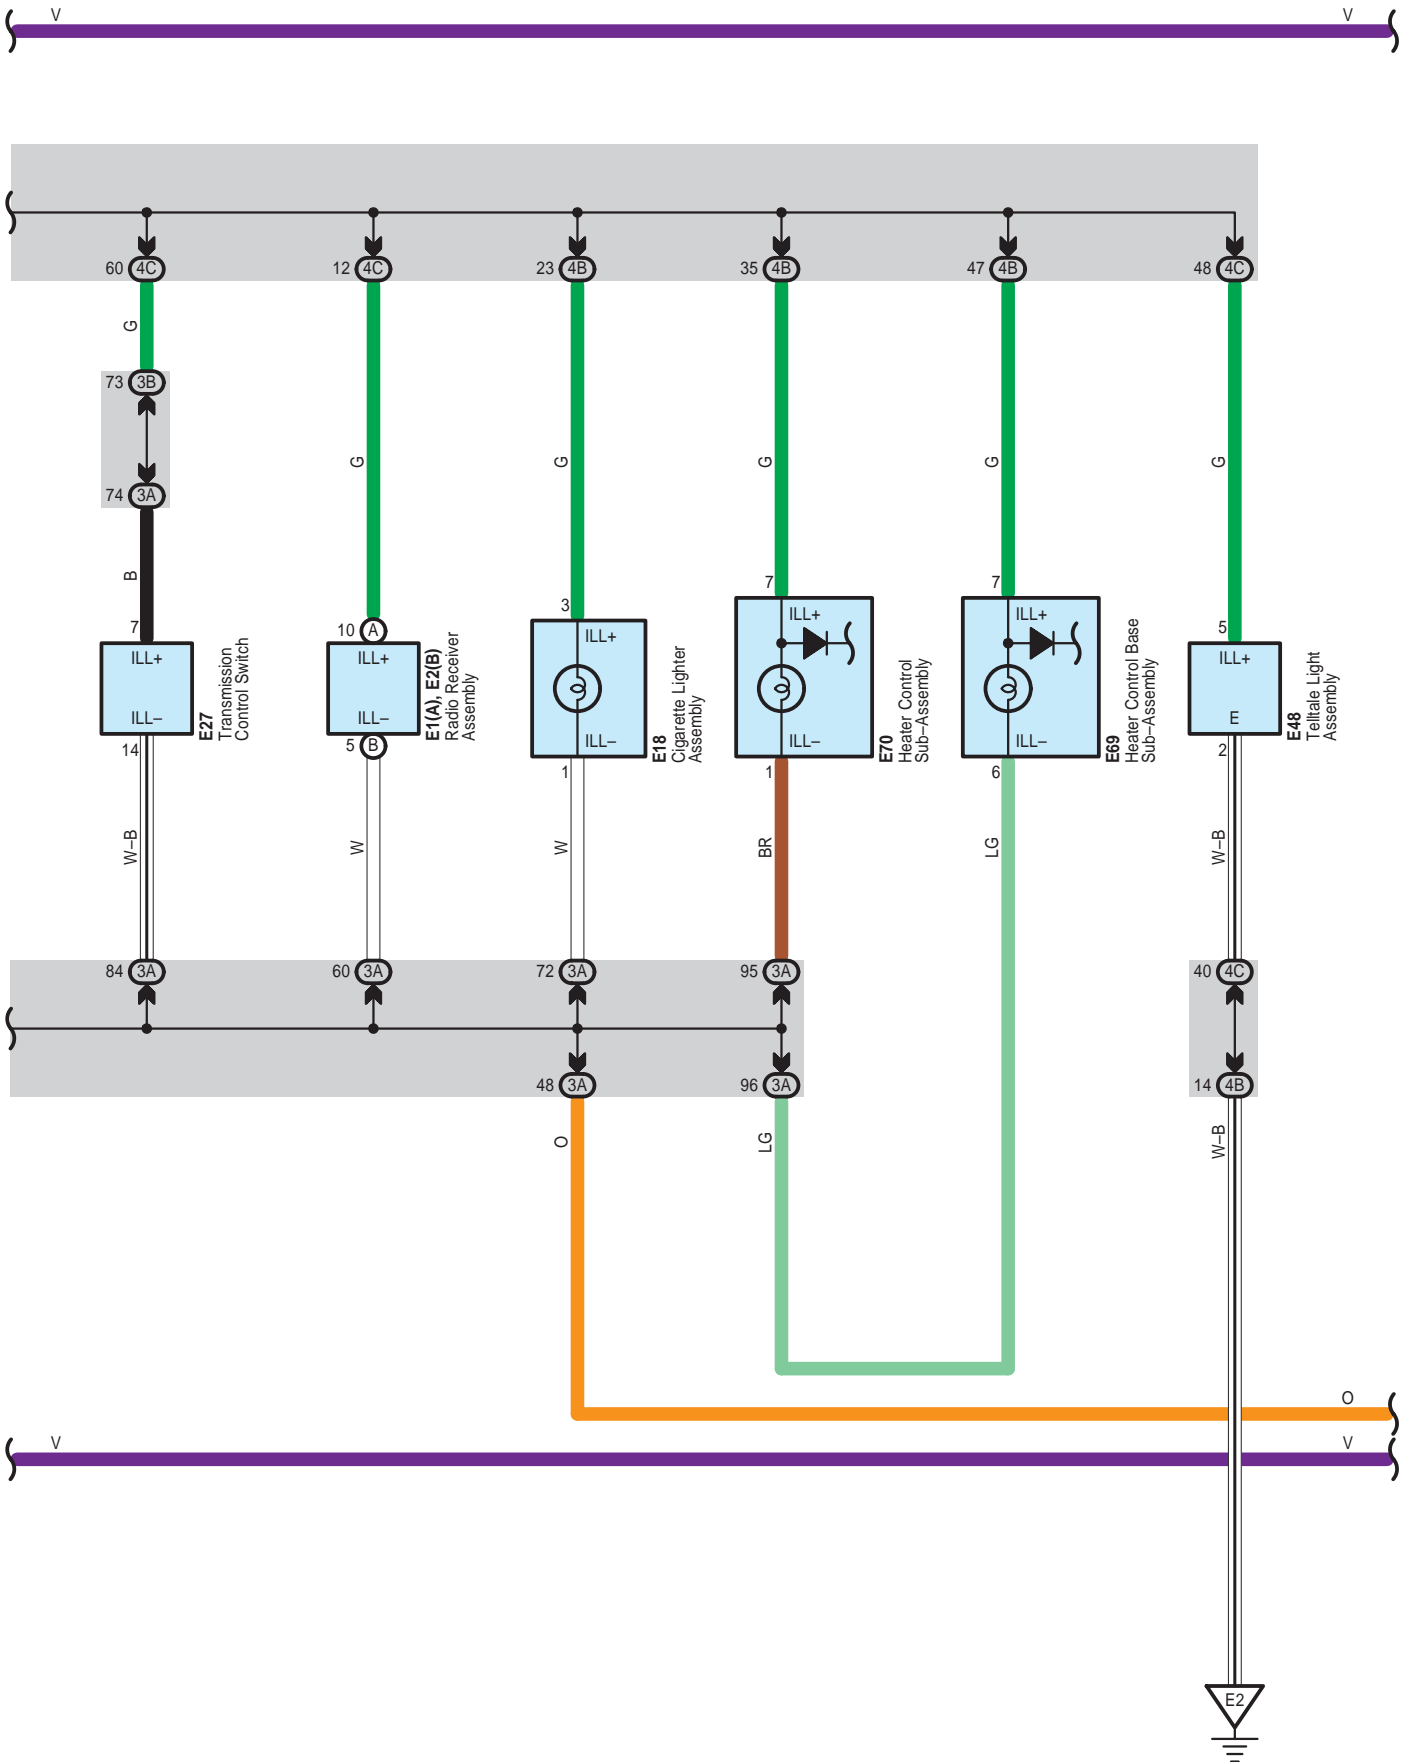 V V
60 4C 12 4C 23 4B 35 4B 47 4B 48 4C
G
73 3B
G G G G G
74 3A
B
7 10 A 3 7 7 5
ILL+ ILL+ ILL+ ILL+ ILL+ ILL+
ILL– ILL– ILL– ILL– ILL– E
E27
Transmission
Control Switch
E1(A), E2(B)
Radio Receiver
Assembly
E18
Cigarette Lighter
Assembly
E70
Heater Control
Sub–Assembly
E69
Heater Control Base
Sub–Assembly
E48
Telltale Light
Assembly
14 5 B 1 1 6 2
W–B W W BR LG W–B
84 3A 60 3A 72 3A 95 3A 40 4C
48 3A 96 3A 14 4B
O LG W–B
O
V V
E2